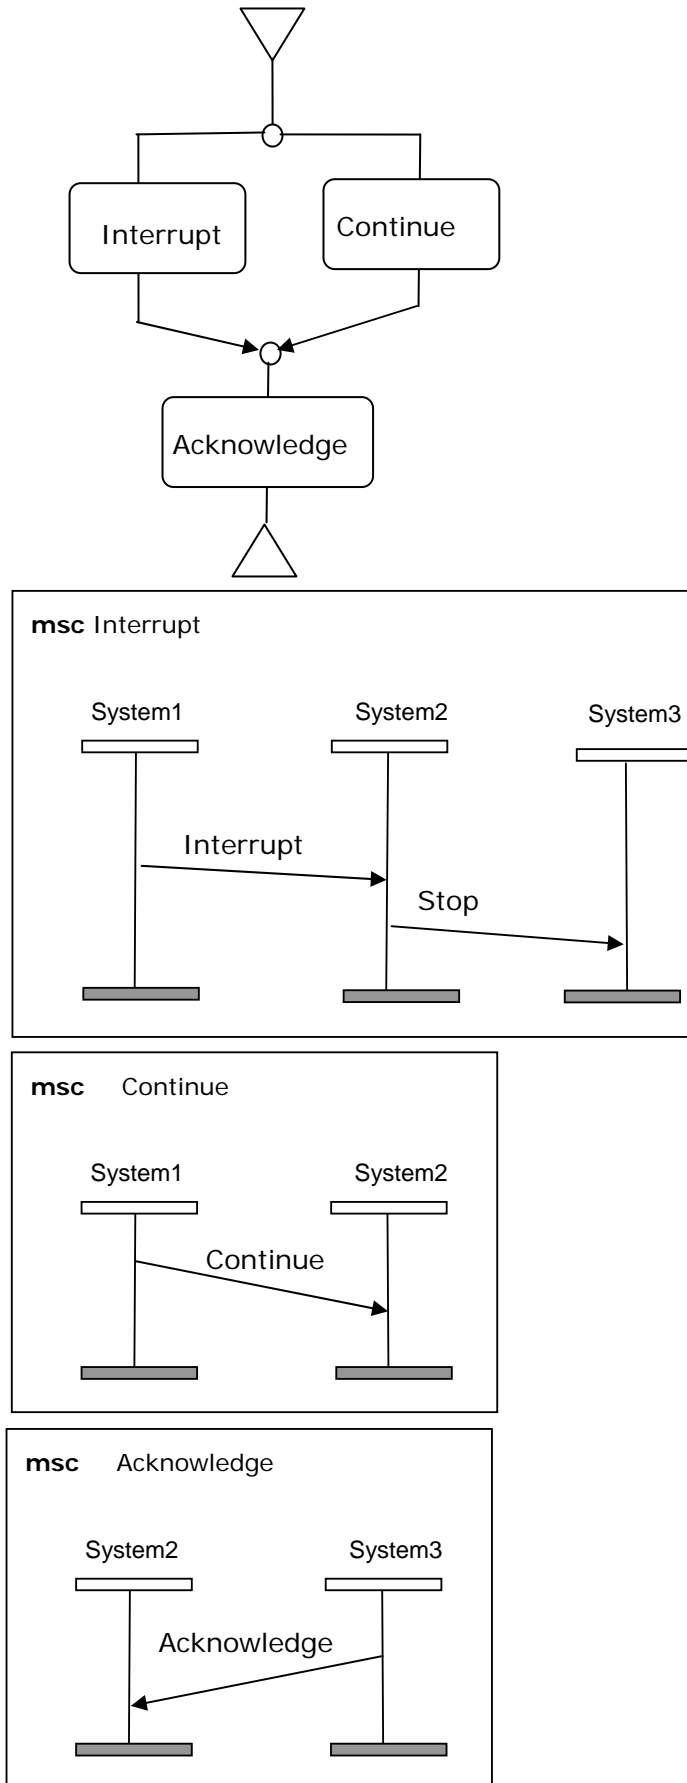 Interrupt
Continue
Acknowledge
msc Interrupt
System1 System2 System3
Interrupt
Stop
msc Continue
System1 System2
Continue
msc Acknowledge
System2 System3
Acknowledge